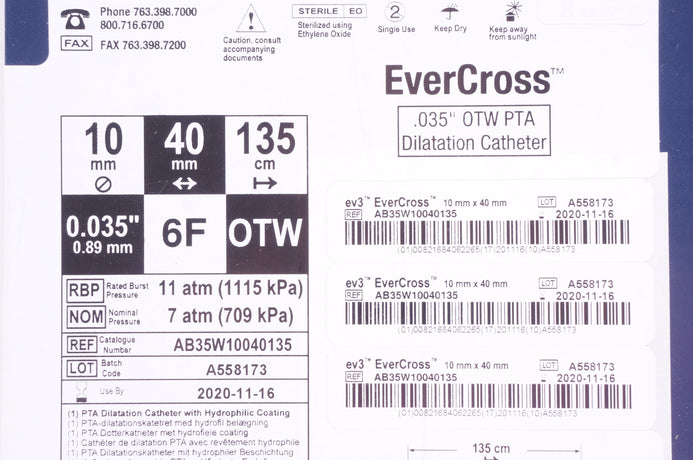 Phone 763.398.7000
800.716.6700
FAX FAX 763.398.7200
Caution, consult
accompanying
documents
STERILE EO
Sterilized using
Ethylene Oxide
2
Single Use
Keep Dry
Keep away
from sunlight
EverCross™
.035" OTW PTA
Dilatation Catheter
10 mm
40 mm
135 cm
0.035"
0.89 mm
6F
OTW
RBP Rated Burst Pressure 11 atm (1115 kPa)
NOM Nominal Pressure 7 atm (709 kPa)
REF Catalogue Number AB35W10040135
LOT Batch Code A558173
Use By 2020-11-16
(1) PTA Dilatation Catheter with Hydrophilic Coating
(1) PTA-dilatationskatetret med hydrofil belægning
(1) PTA Dotterkatheter met hydrofiele coating
(1) Cathéter de dilatation PTA avec revêtement hydrophile
(1) PTA Dilatationskatheter mit hydrophiler Beschichtung
ev3™ EverCross™ 10 mm x 40 mm LOT A558173
REF AB35W10040135 2020-11-16
(01)00821684062265(17)201116(10)A558173
ev3™ EverCross™ 10 mm x 40 mm LOT A558173
REF AB35W10040135 2020-11-16
(01)00821684062265(17)201116(10)A558173
ev3™ EverCross™ 10 mm x 40 mm LOT A558173
REF AB35W10040135 2020-11-16
(01)00821684062265(17)201116(10)A558173
135 cm